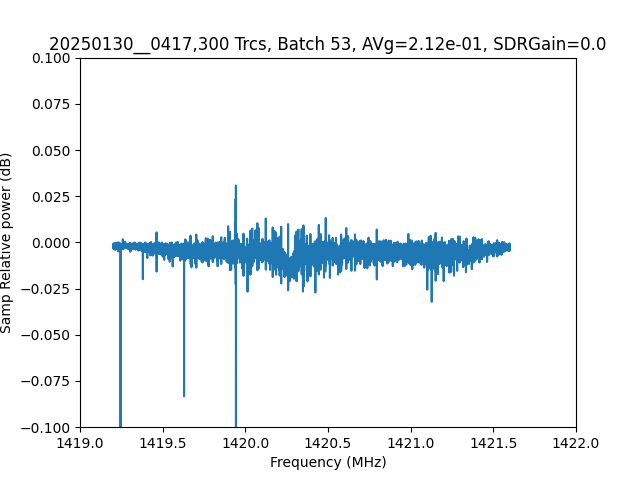 20250130__0417,300 Trcs, Batch 53, AVg=2.12e-01, SDRGain=0.0
0.100
0.075
0.050
0.025
0.000
−0.025
−0.050
−0.075
−0.100
Samp Relative power (dB)
1419.0 1419.5 1420.0 1420.5 1421.0 1421.5 1422.0
Frequency (MHz)